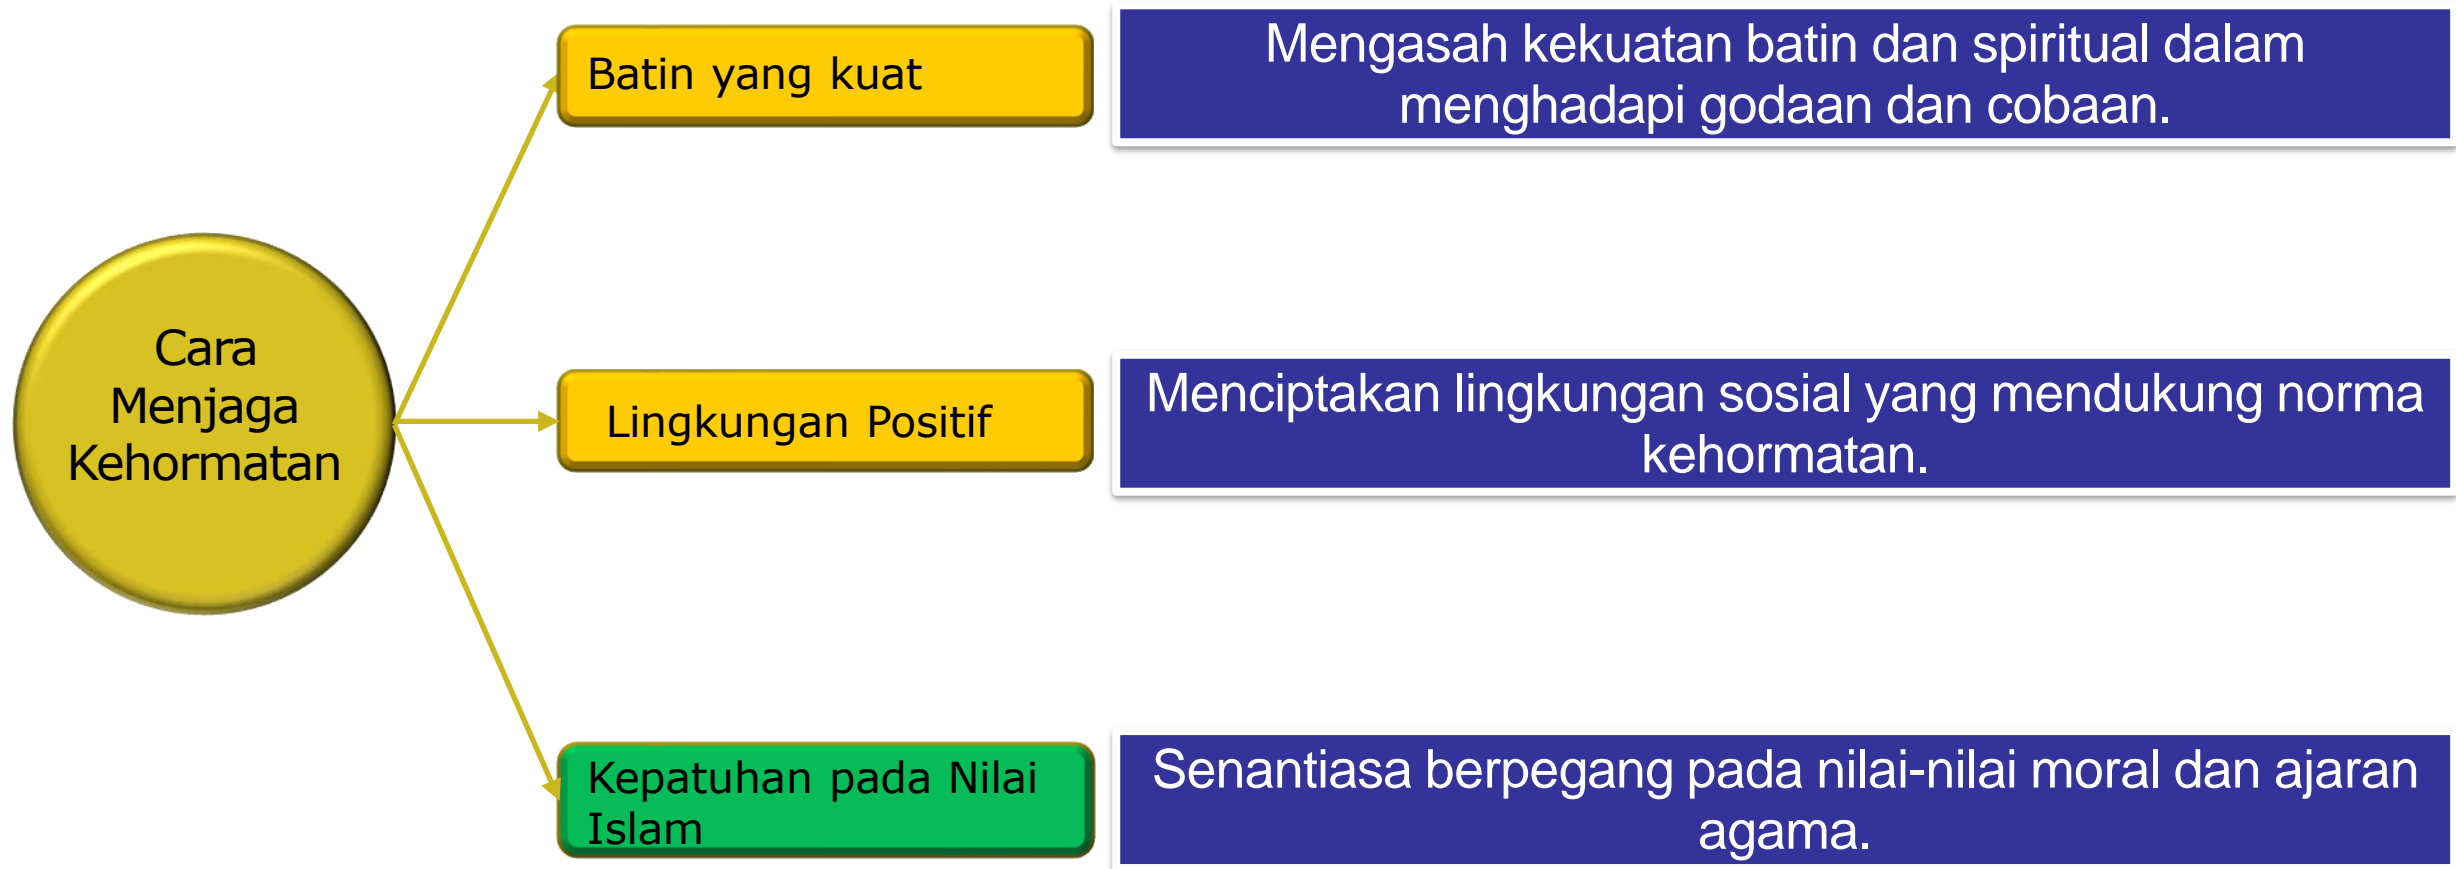 Cara
Menjaga
Kehormatan
Batin yang kuat
Mengasah kekuatan batin dan spiritual dalam
menghadapi godaan dan cobaan.
Lingkungan Positif
Menciptakan lingkungan sosial yang mendukung norma
kehormatan.
Kepatuhan pada Nilai
Islam
Senantiasa berpegang pada nilai-nilai moral dan ajaran
agama.